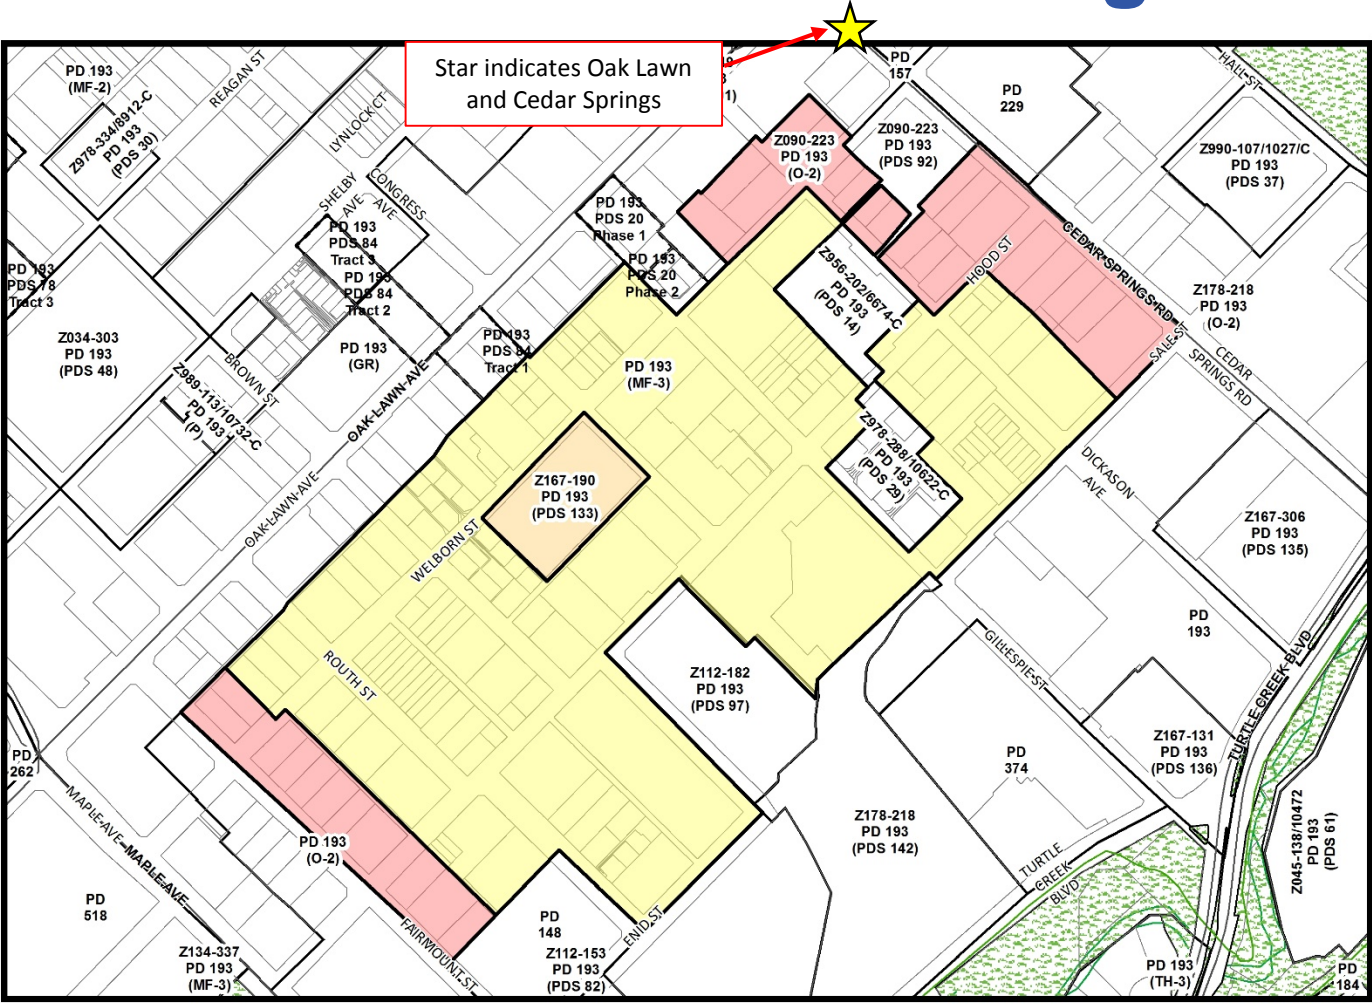 Star indicates Oak Lawn
and Cedar Springs
PD 193
(MF-2)
REAGAN ST
Z978-334/8912-C
PD 193
(PDS 30)
LYNLOCK CT
PD
157
PD
229
HALL ST
Z090-223
PD 193
(O-2)
Z090-223
PD 193
(PDS 92)
Z990-107/1027/C
PD 193
(PDS 37)
SHELBY
AVE
CONGRESS
AVE
PD 193
PDS 20
Phase 1
PD 193
PDS 20
Phase 2
PD 193
PDS 84
Tract 3
PD 193
PDS 84
Tract 2
PD 193
PDS 78
Tract 3
CEDAR SPRINGS RD
HOOD ST
Z956-202/6674-C
PD 193
(PDS 14)
Z178-218
PD 193
(O-2)
Z034-303
PD 193
(PDS 48)
PD 193
(GR)
PD 193
PDS 84
Tract 1
SALE ST
CEDAR
SPRINGS RD
BROWN ST
Z989-113/10732-C
PD 193
(P)
OAK LAWN AVE
PD 193
(MF-3)
Z978-288/10622-C
PD 193
(PDS 29)
DICKASON
AVE
OAK LAWN AVE
Z167-190
PD 193
(PDS 133)
WELBORN ST
Z167-306
PD 193
(PDS 135)
PD
193
GILLESPIE ST
TURTLE CREEK BLVD
ROUTH ST
Z112-182
PD 193
(PDS 97)
PD
262
PD
374
Z167-131
PD 193
(PDS 136)
MAPLE AVE
MAPLE AVE
PD 193
(O-2)
Z178-218
PD 193
(PDS 142)
TURTLE
CREEK
BLVD
Z045-138/10472
PD 193
(PDS 61)
PD
518
FAIRMOUNT ST
PD
148
ENID ST
Z134-337
PD 193
(MF-3)
Z112-153
PD 193
(PDS 82)
PD 193
(TH-3)
PD
184